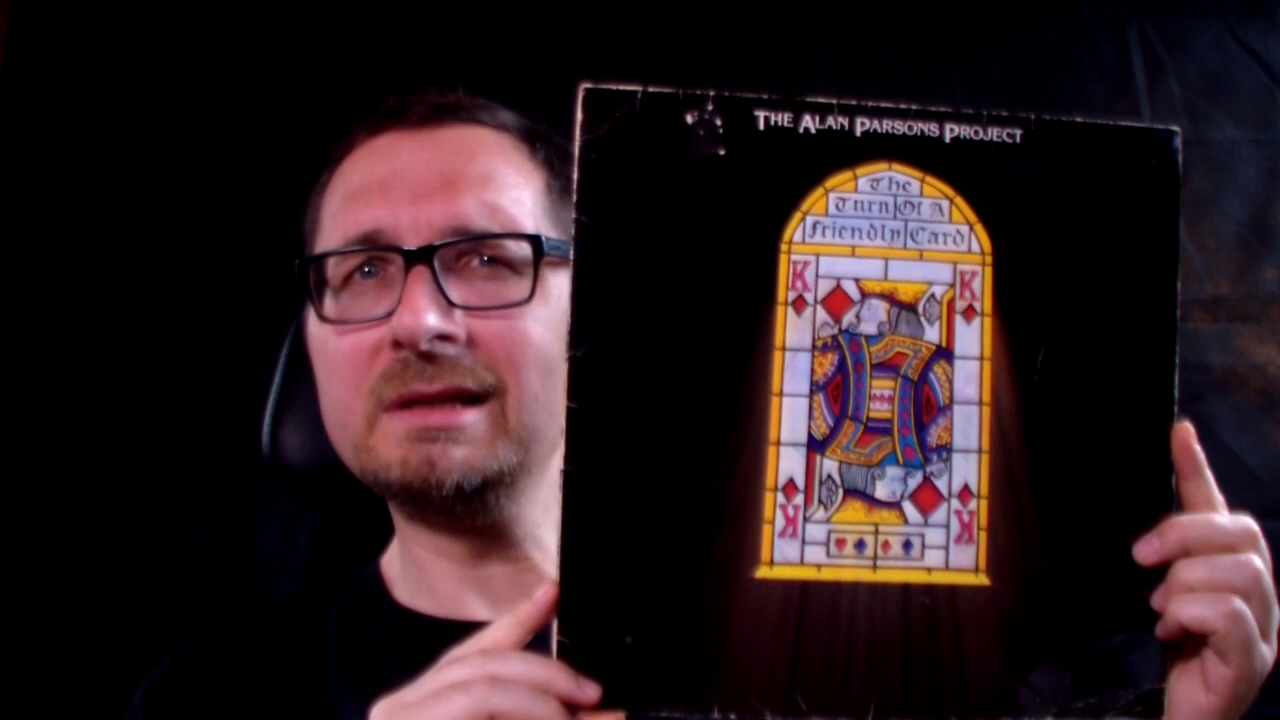 THE ALAN PARSONS PROJECT
The
Turn Of A
friendly Card
K K
K K